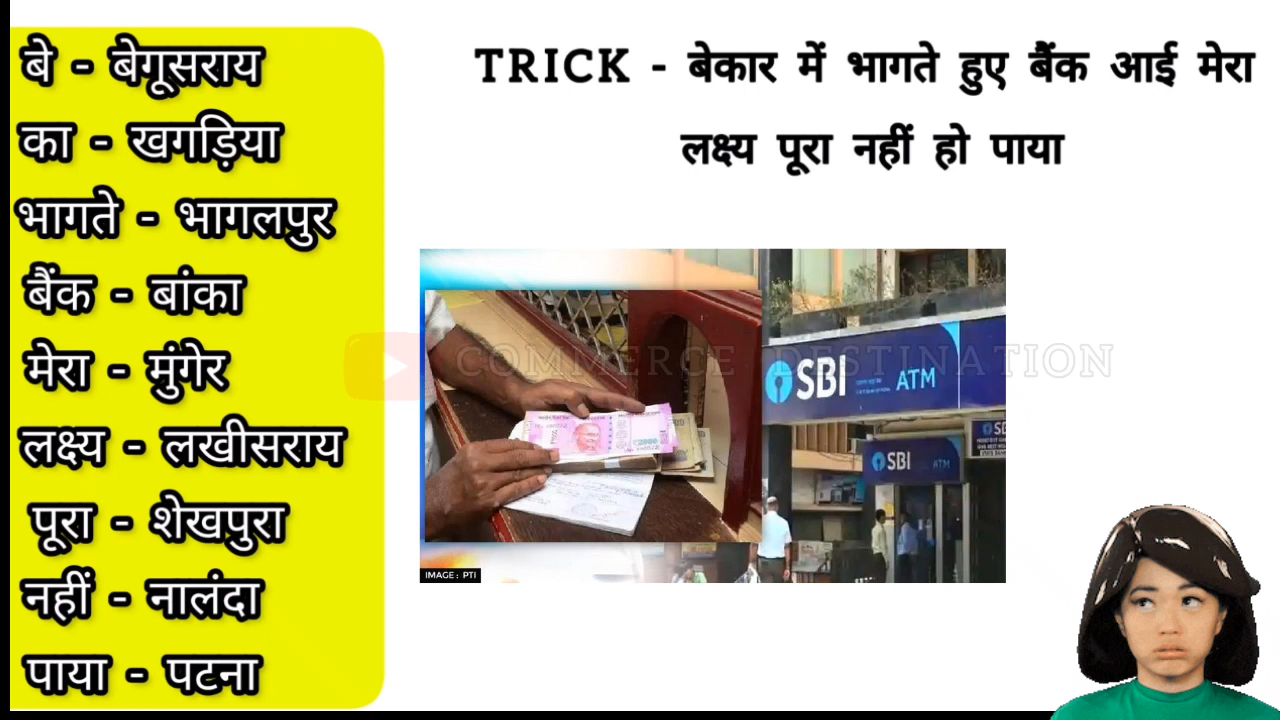 बे - बेगूसराय
का - खगड़िया
भागते - भागलपुर
बैंक - बांका
मेरा - मुंगेर
लक्ष्य - लखीसराय
पूरा - शेखपुरा
नहीं - नालंदा
पाया - पटना
TRICK - बेकार में भागते हुए बैंक आई मेरा
लक्ष्य पूरा नहीं हो पाया
COMMERCE DESTINATION
SBI ATM
SBI ATM
IMAGE : PTI